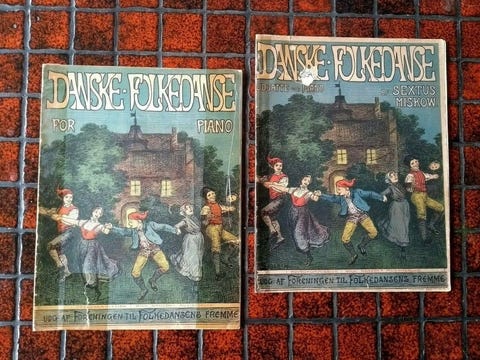 DANSKE·FOLKEDANSE
FOR PIANO
UDG. AF FORENINGEN TIL FOLKEDANSENS FREMME
DANSKE·FOLKEDANSE
SEXTUS
MISKOW
UDG. AF FORENINGEN TIL FOLKEDANSENS FREMME